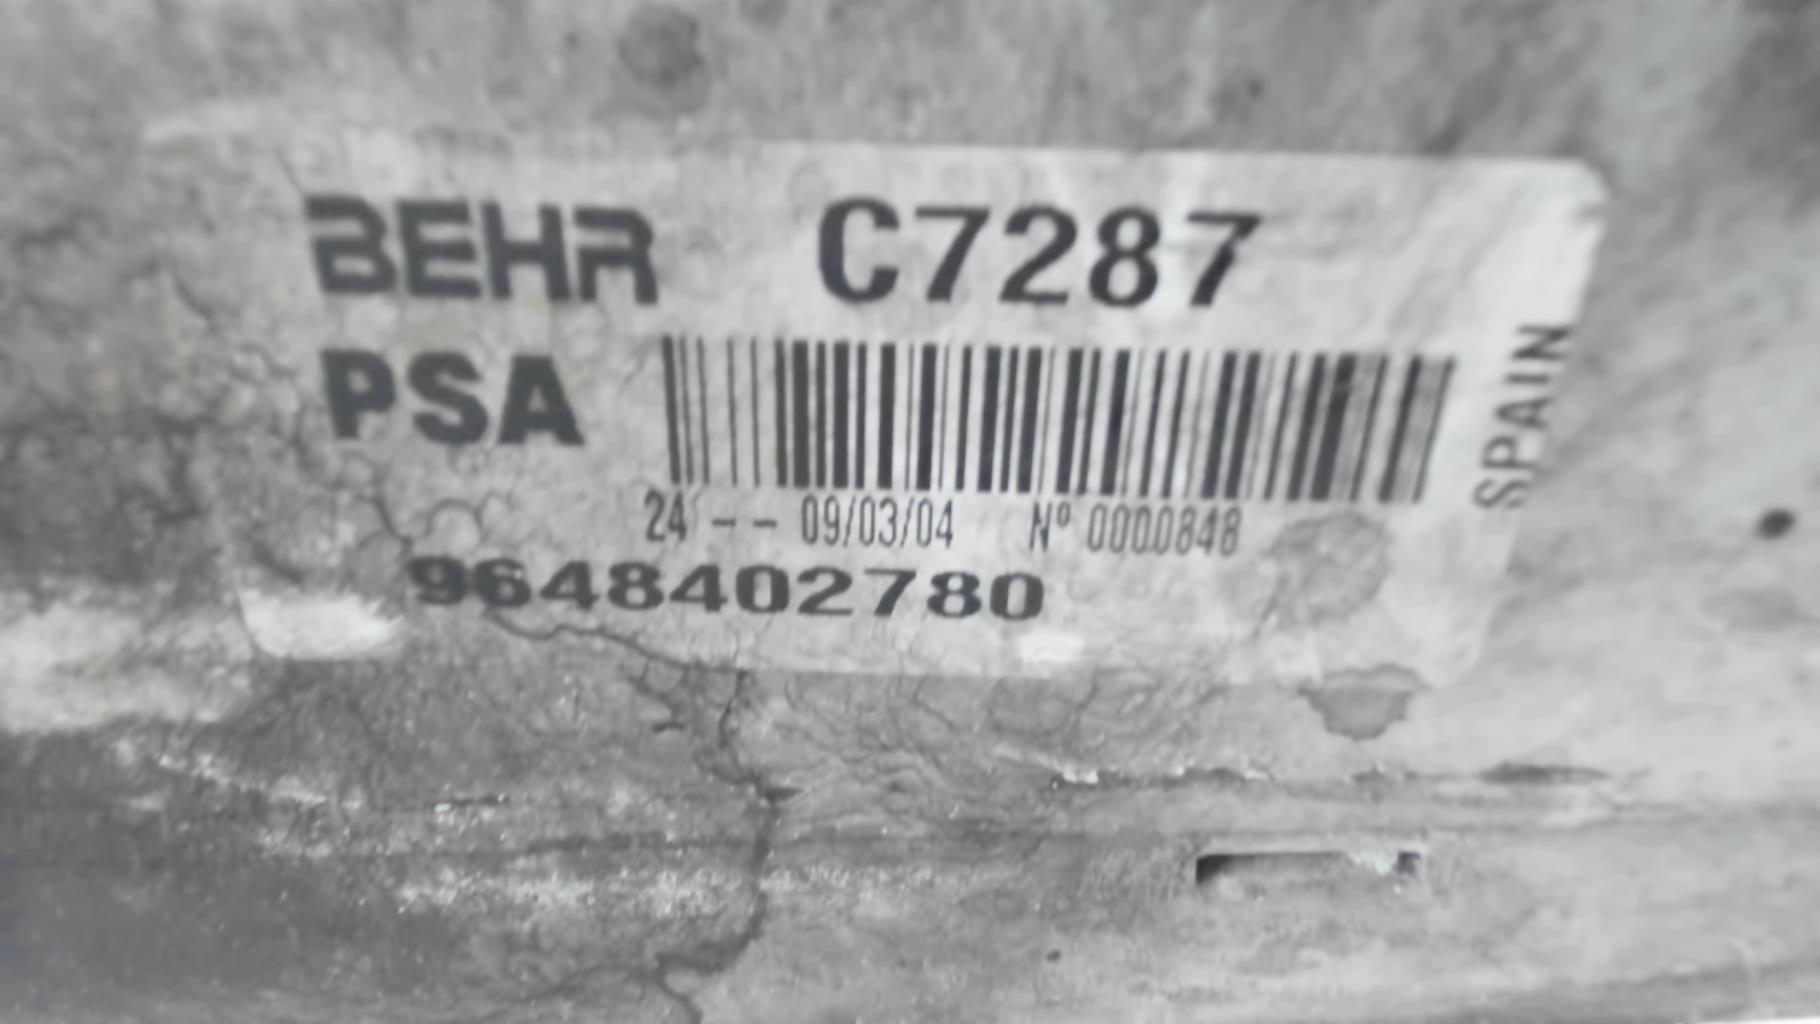 BEHR C7287
PSA
24 -- 09/03/04 Nº 0000848
9648402780
SPAIN